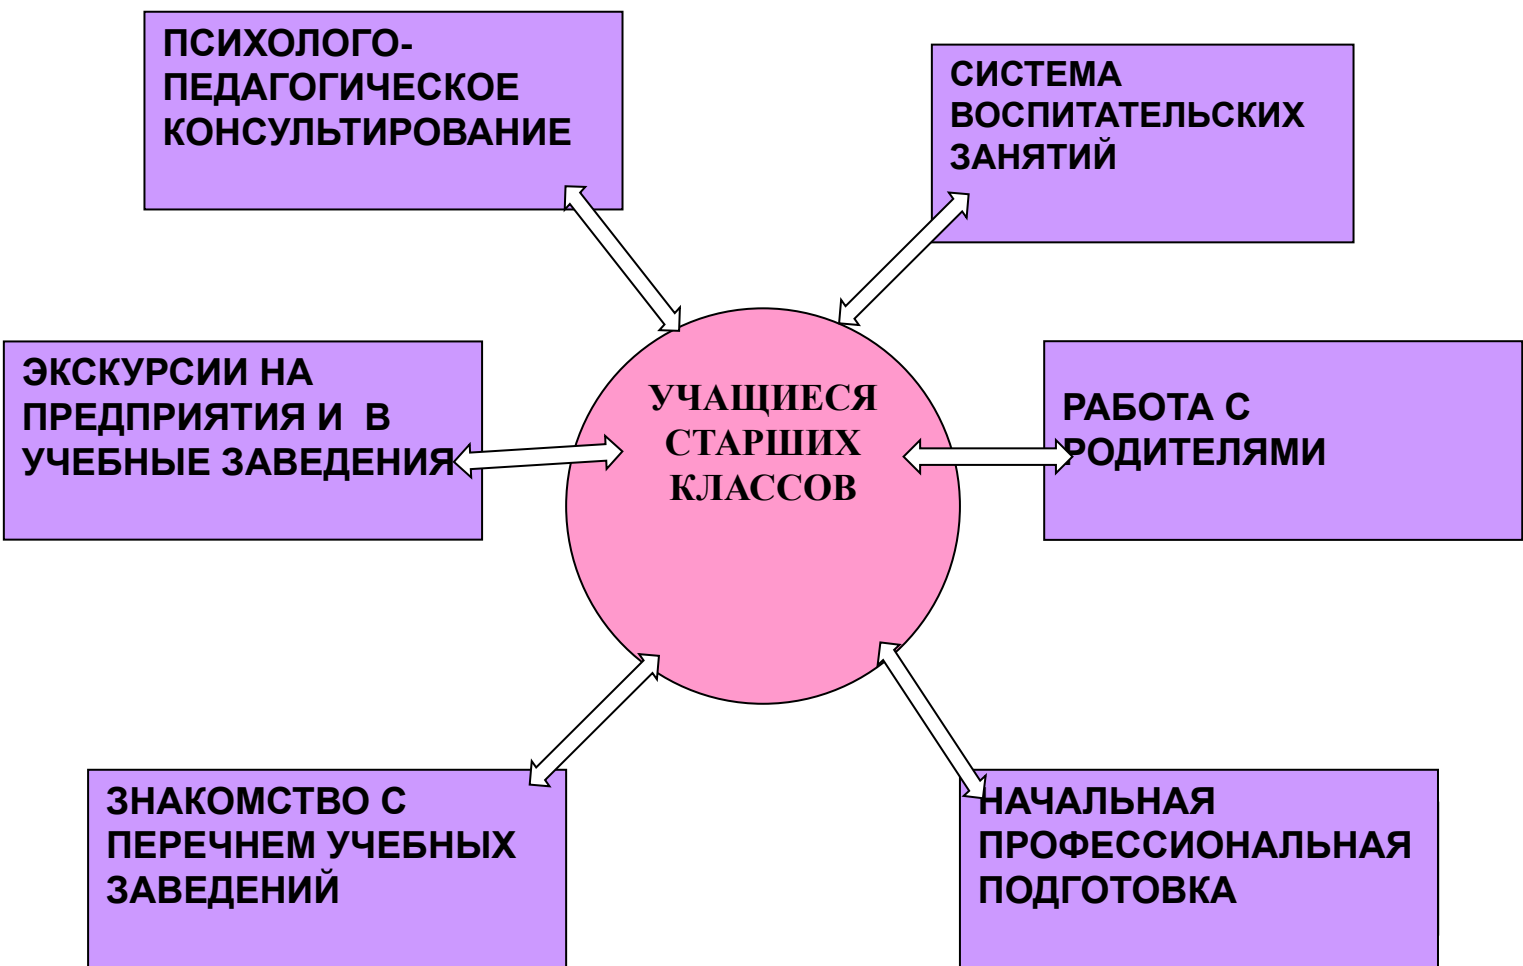 ПСИХОЛОГО-
ПЕДАГОГИЧЕСКОЕ
КОНСУЛЬТИРОВАНИЕ
СИСТЕМА
ВОСПИТАТЕЛЬСКИХ
ЗАНЯТИЙ
ЭКСКУРСИИ НА
ПРЕДПРИЯТИЯ И В
УЧЕБНЫЕ ЗАВЕДЕНИЯ
УЧАЩИЕСЯ
СТАРШИХ
КЛАССОВ
РАБОТА С
РОДИТЕЛЯМИ
ЗНАКОМСТВО С
ПЕРЕЧНЕМ УЧЕБНЫХ
ЗАВЕДЕНИЙ
НАЧАЛЬНАЯ
ПРОФЕССИОНАЛЬНАЯ
ПОДГОТОВКА